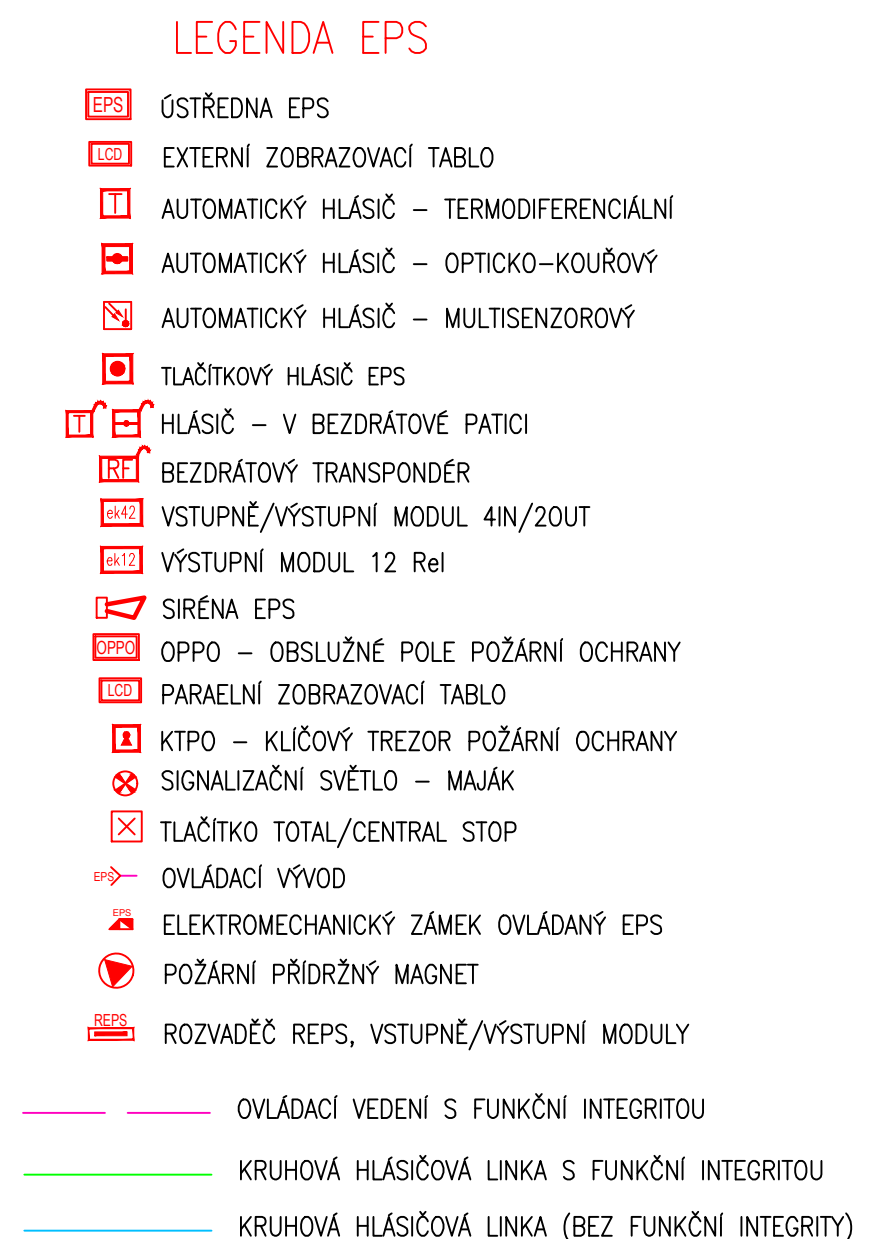 LEGENDA EPS
EPS ÚSTŘEDNA EPS
LCD EXTERNÍ ZOBRAZOVACÍ TABLO
T AUTOMATICKÝ HLÁSIČ – TERMODIFERENCIÁLNÍ
AUTOMATICKÝ HLÁSIČ – OPTICKO–KOUŘOVÝ
AUTOMATICKÝ HLÁSIČ – MULTISENZOROVÝ
TLAČÍTKOVÝ HLÁSIČ EPS
T HLÁSIČ – V BEZDRÁTOVÉ PATICI
RF BEZDRÁTOVÝ TRANSPONDÉR
ek42 VSTUPNĚ/VÝSTUPNÍ MODUL 4IN/2OUT
ek12 VÝSTUPNÍ MODUL 12 Rel
SIRÉNA EPS
OPPO OPPO – OBSLUŽNÉ POLE POŽÁRNÍ OCHRANY
LCD PARAELNÍ ZOBRAZOVACÍ TABLO
KTPO – KLÍČOVÝ TREZOR POŽÁRNÍ OCHRANY
SIGNALIZAČNÍ SVĚTLO – MAJÁK
TLAČÍTKO TOTAL/CENTRAL STOP
EPS OVLÁDACÍ VÝVOD
EPS ELEKTROMECHANICKÝ ZÁMEK OVLÁDANÝ EPS
POŽÁRNÍ PŘÍDRŽNÝ MAGNET
REPS ROZVADĚČ REPS, VSTUPNĚ/VÝSTUPNÍ MODULY
OVLÁDACÍ VEDENÍ S FUNKČNÍ INTEGRITOU
KRUHOVÁ HLÁSIČOVÁ LINKA S FUNKČNÍ INTEGRITOU
KRUHOVÁ HLÁSIČOVÁ LINKA (BEZ FUNKČNÍ INTEGRITY)